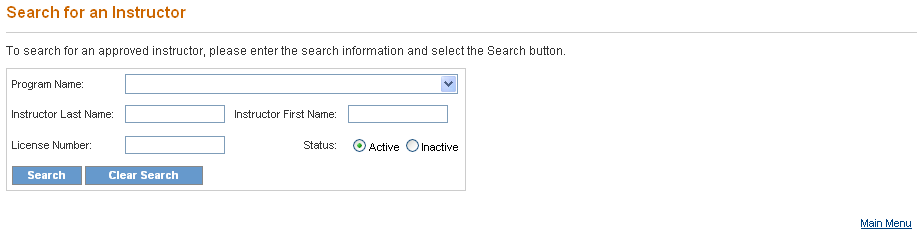 Search for an Instructor
To search for an approved instructor, please enter the search information and select the Search button.
Program Name:
Instructor Last Name: Instructor First Name:
License Number: Status: Active Inactive
Search Clear Search
Main Menu